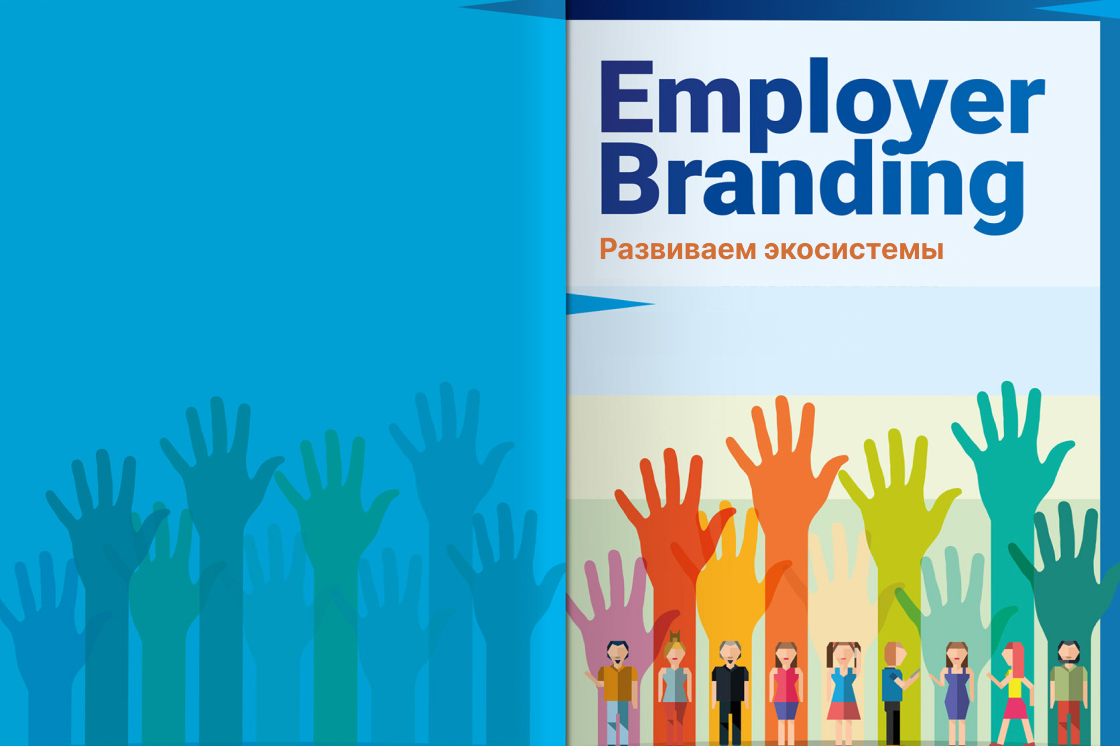 Employer
Branding
Развиваем экосистемы